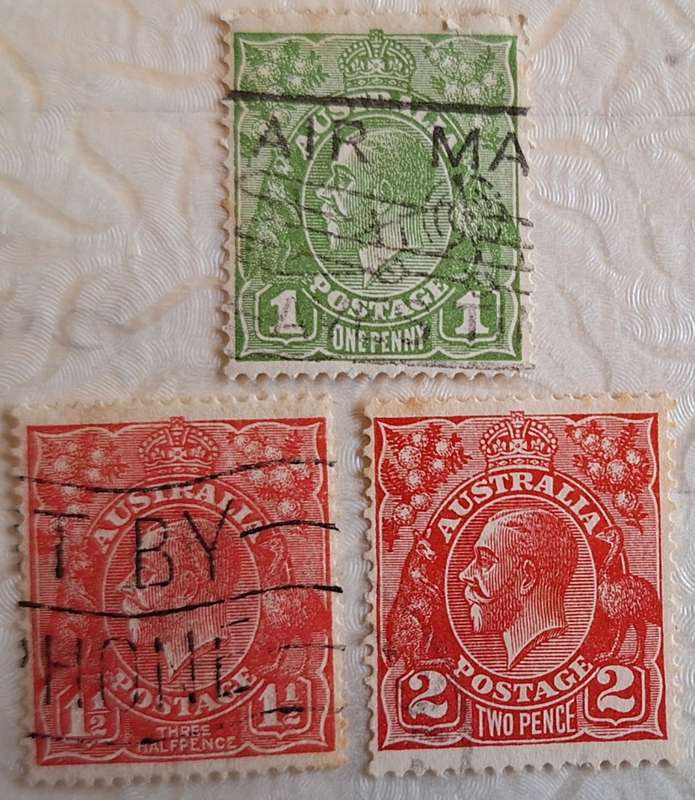 AUSTRALIA
AIR MA
POSTAGE
1 ONE PENNY 1
AUSTRALIA
T BY
HONE
POSTAGE
1½ THREE HALFPENCE 1½
AUSTRALIA
POSTAGE
2 TWO PENCE 2